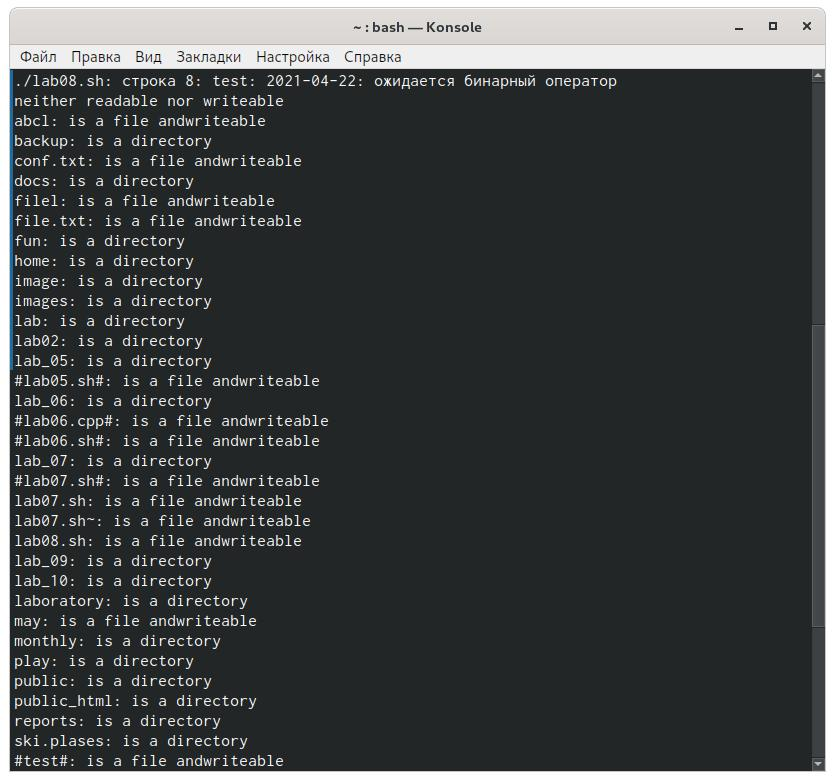 ~ : bash — Konsole
Файл Правка Вид Закладки Настройка Справка
./lab08.sh: строка 8: test: 2021-04-22: ожидается бинарный оператор
neither readable nor writeable
abcl: is a file andwriteable
backup: is a directory
conf.txt: is a file andwriteable
docs: is a directory
filel: is a file andwriteable
file.txt: is a file andwriteable
fun: is a directory
home: is a directory
image: is a directory
images: is a directory
lab: is a directory
lab02: is a directory
lab_05: is a directory
#lab05.sh#: is a file andwriteable
lab_06: is a directory
#lab06.cpp#: is a file andwriteable
#lab06.sh#: is a file andwriteable
lab_07: is a directory
#lab07.sh#: is a file andwriteable
lab07.sh: is a file andwriteable
lab07.sh~: is a file andwriteable
lab08.sh: is a file andwriteable
lab_09: is a directory
lab_10: is a directory
laboratory: is a directory
may: is a file andwriteable
monthly: is a directory
play: is a directory
public: is a directory
public_html: is a directory
reports: is a directory
ski.plases: is a directory
#test#: is a file andwriteable